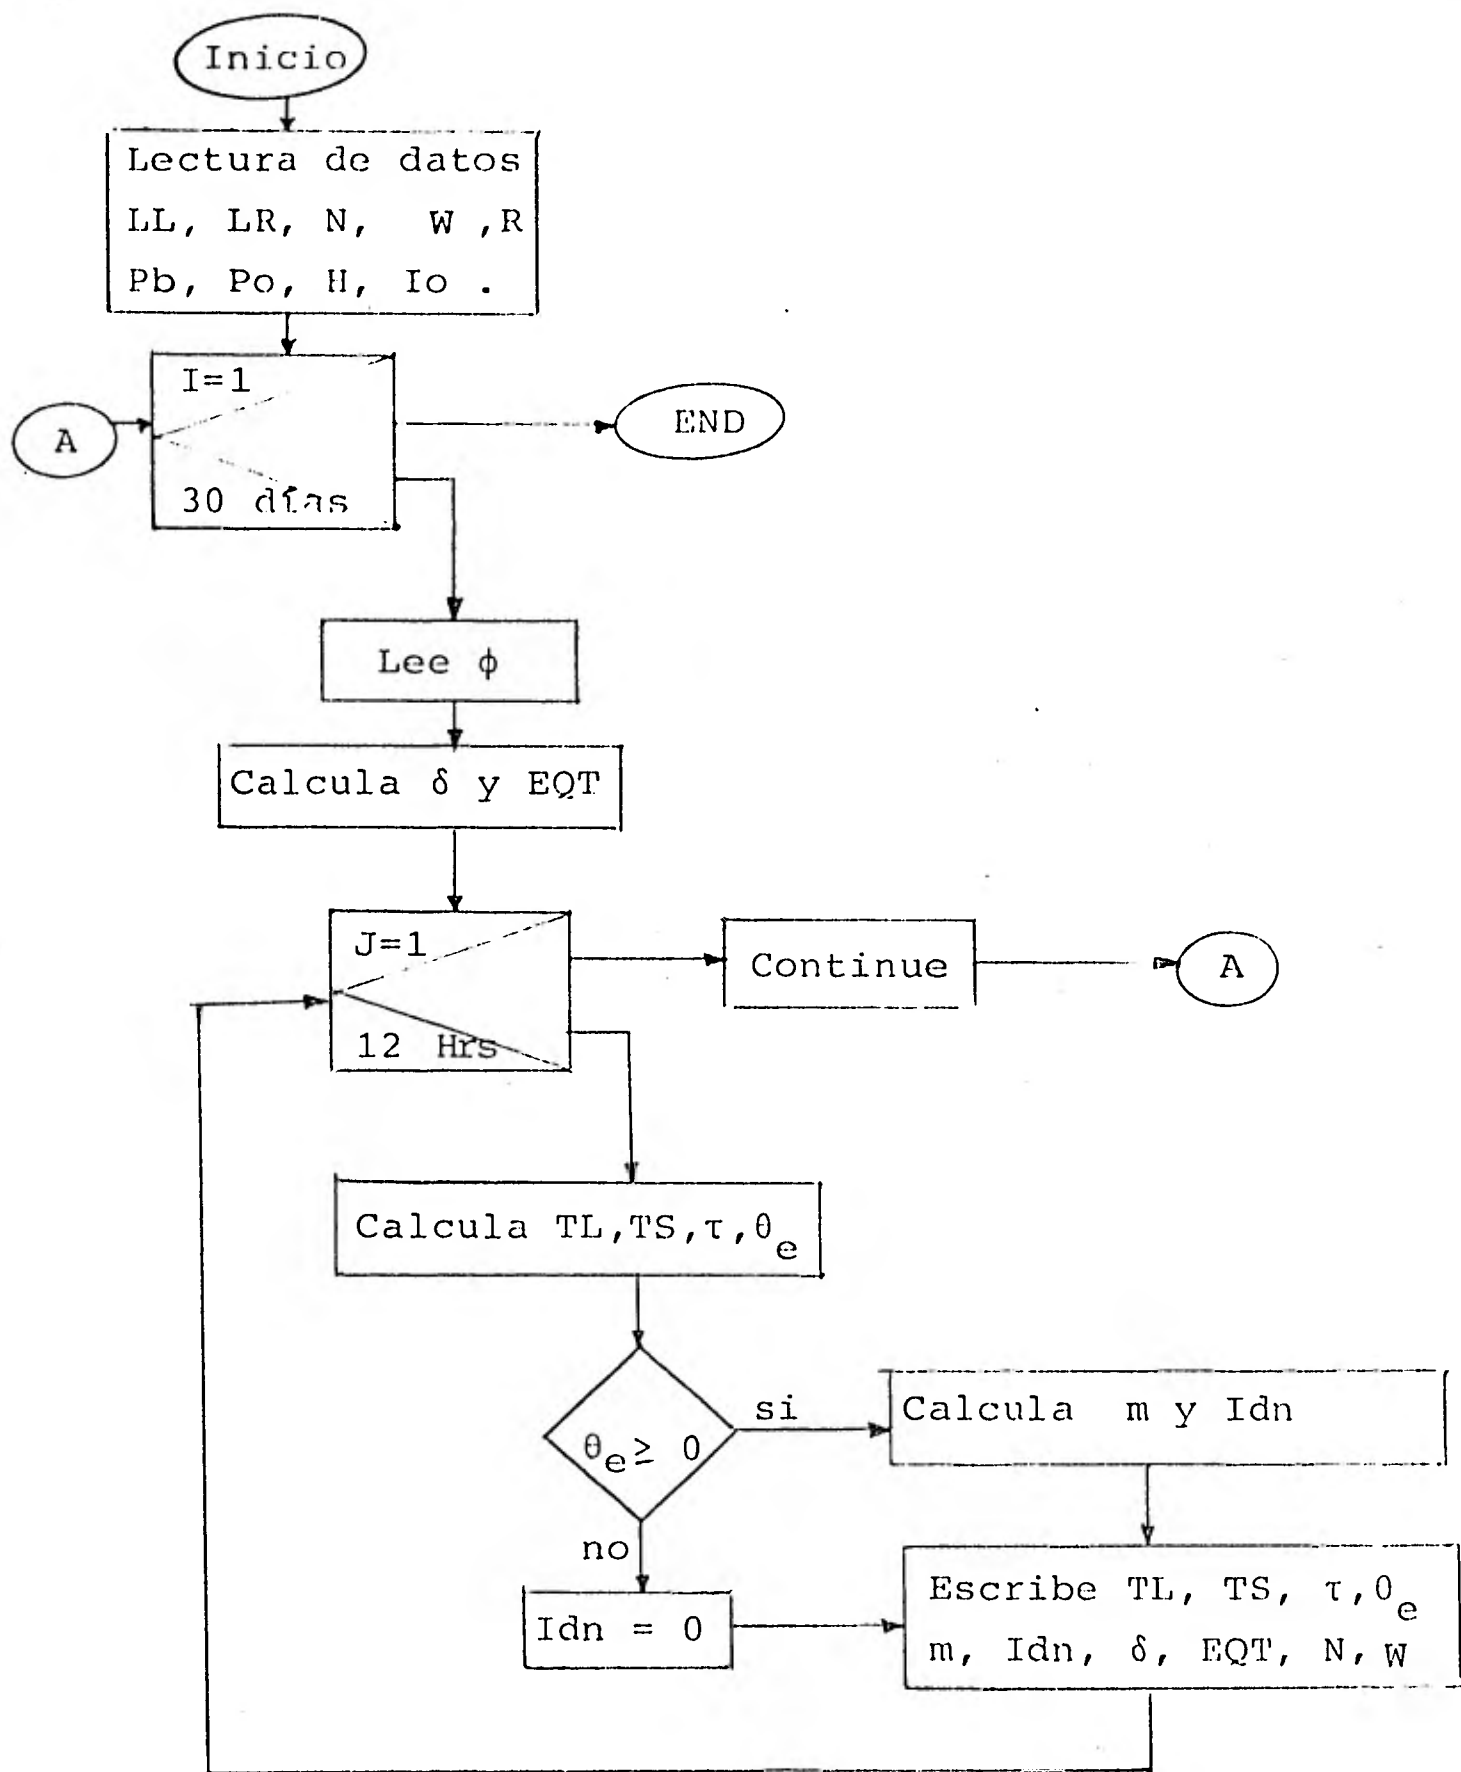 Inicio
Lectura de datos
LL, LR, N, W ,R
Pb, Po, H, Io .
I=1
30 días
A
END
Lee ϕ
Calcula δ y EQT
J=1
12 Hrs
Continue
A
Calcula TL,TS,τ,θe
θe≥ 0
si
Calcula m y Idn
no
Idn = 0
Escribe TL, TS, τ,θe
m, Idn, δ, EQT, N, W